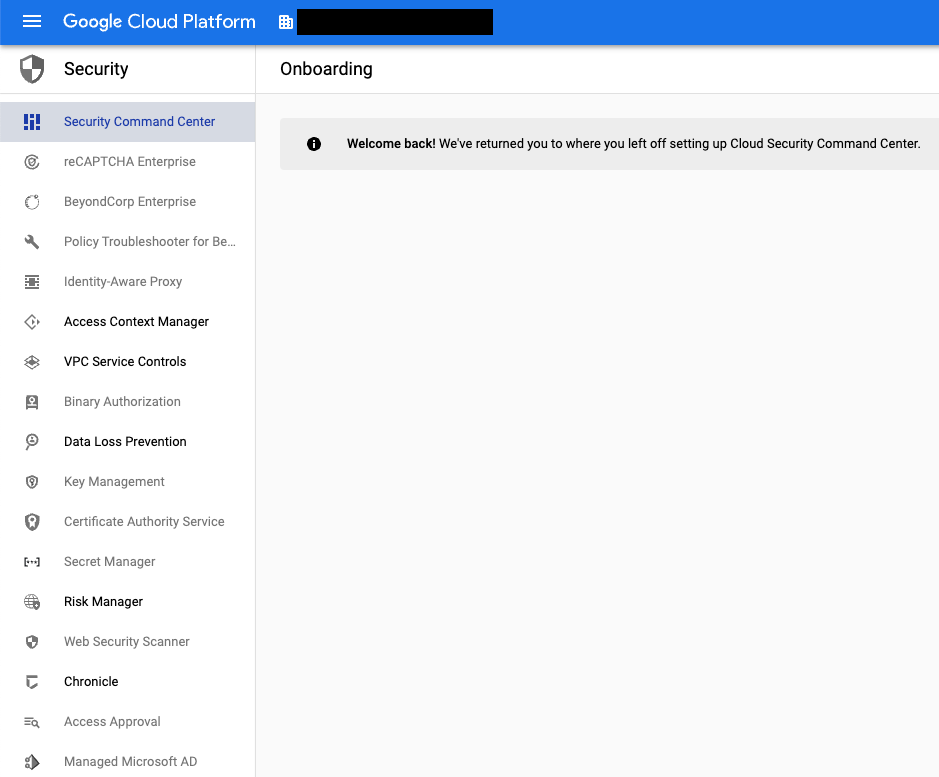 Google Cloud Platform
Security
Onboarding
Security Command Center
reCAPTCHA Enterprise
BeyondCorp Enterprise
Policy Troubleshooter for Be...
Identity-Aware Proxy
Access Context Manager
VPC Service Controls
Binary Authorization
Data Loss Prevention
Key Management
Certificate Authority Service
Secret Manager
Risk Manager
Web Security Scanner
Chronicle
Access Approval
Managed Microsoft AD
Welcome back! We've returned you to where you left off setting up Cloud Security Command Center.